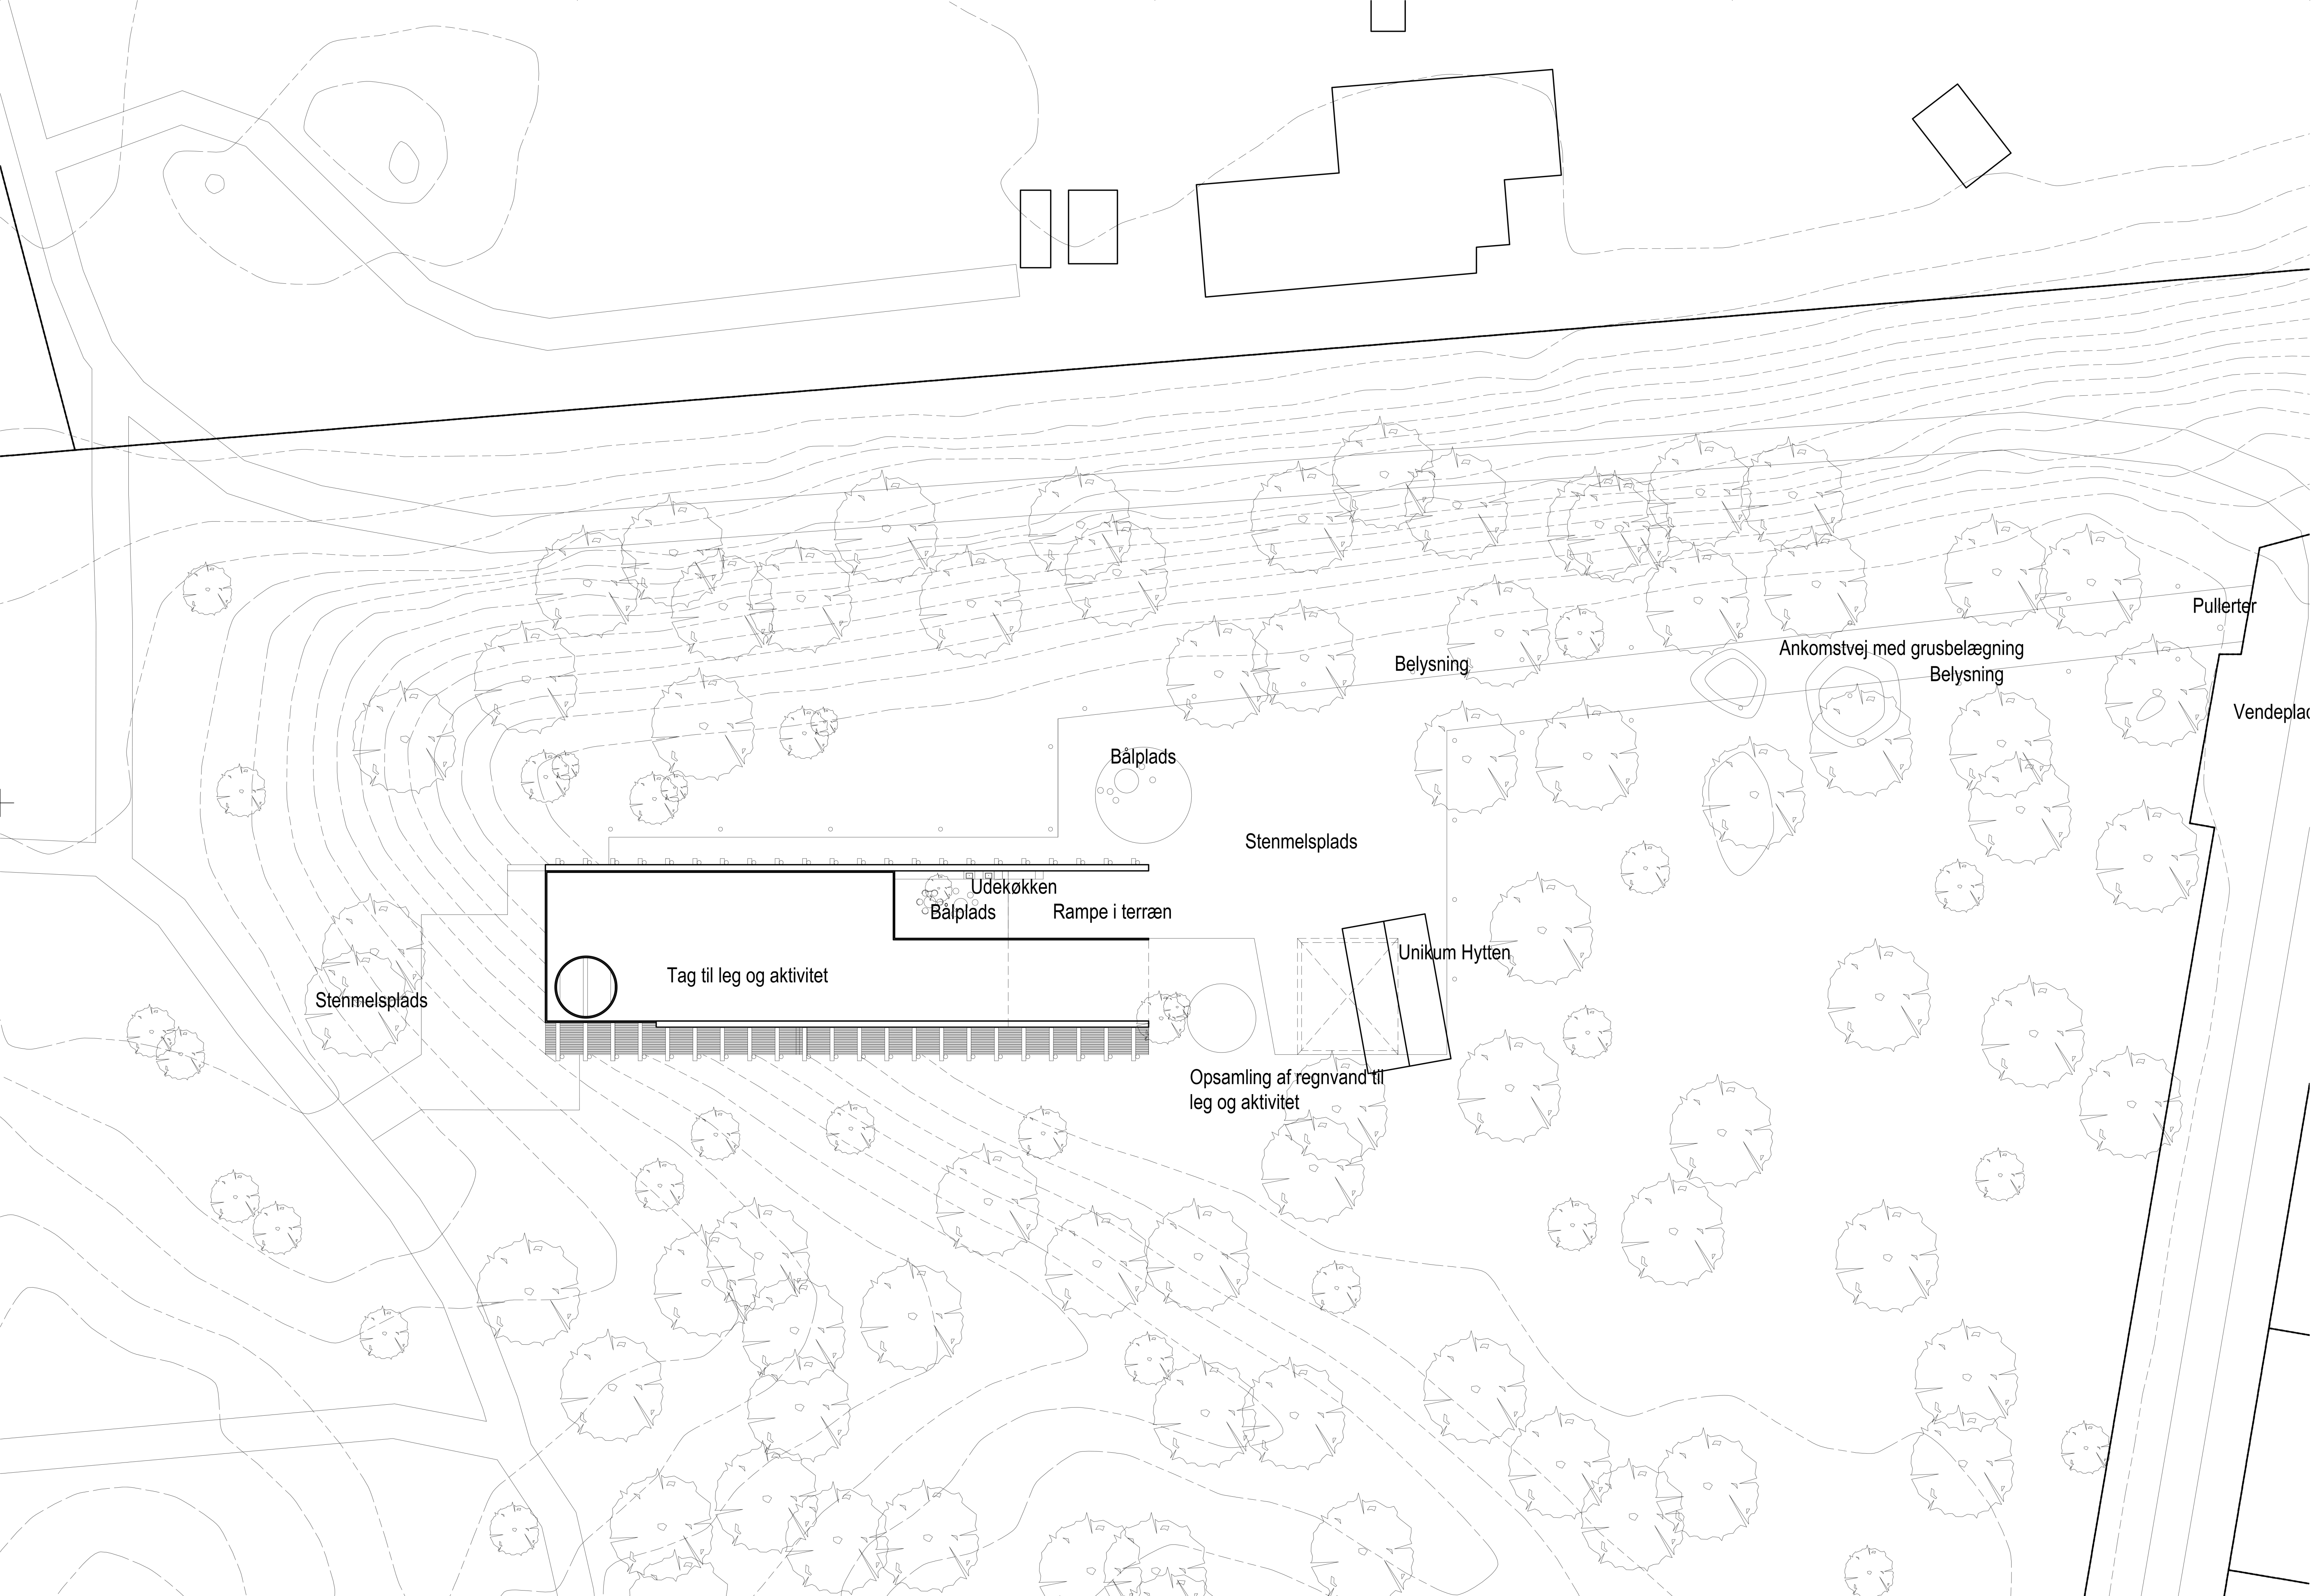 Pullerter
Ankomstvej med grusbelægning
Belysning
Belysning
Vendeplad
Bålplads
Stenmelsplads
Udekøkken
Bålplads
Rampe i terræn
Unikum Hytten
Tag til leg og aktivitet
Stenmelsplads
Opsamling af regnvand til
leg og aktivitet